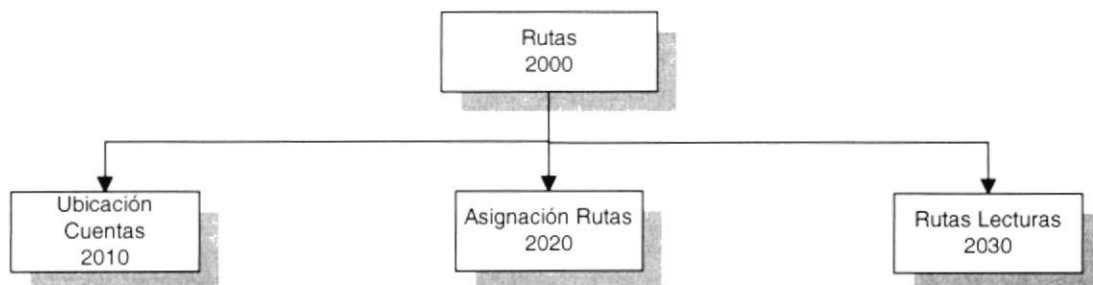 Rutas
2000
Ubicación
Cuentas
2010
Asignación Rutas
2020
Rutas Lecturas
2030